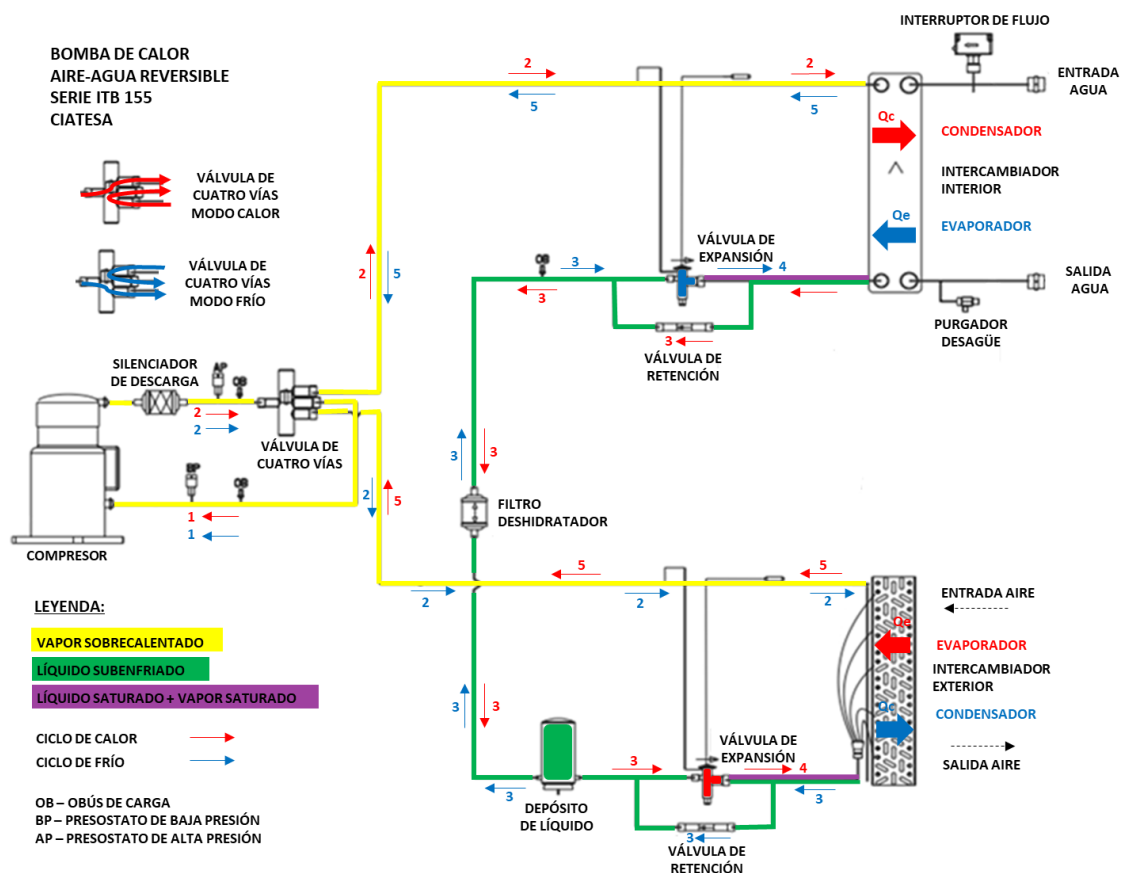 BOMBA DE CALOR
AIRE-AGUA REVERSIBLE
SERIE ITB 155
CIATESA
INTERRUPTOR DE FLUJO
ENTRADA
AGUA
2
2
5
5
Qc
CONDENSADOR
INTERCAMBIADOR
INTERIOR
Qe
EVAPORADOR
VÁLVULA DE
CUATRO VÍAS
MODO CALOR
VÁLVULA DE
CUATRO VÍAS
MODO FRÍO
2
5
OB
3
3
VÁLVULA DE
EXPANSIÓN
4
SALIDA
AGUA
PURGADOR
DESAGÜE
3
VÁLVULA DE
RETENCIÓN
SILENCIADOR
DE DESCARGA
AP
OB
2
2
VÁLVULA DE
CUATRO VÍAS
3
3
BP
OB
1
1
2
5
COMPRESOR
FILTRO
DESHIDRATADOR
5
5
2
2
2
ENTRADA AIRE
Qe
EVAPORADOR
INTERCAMBIADOR
EXTERIOR
Qc
CONDENSADOR
SALIDA AIRE
LEYENDA:
VAPOR SOBRECALENTADO
LÍQUIDO SUBENFRIADO
LÍQUIDO SATURADO + VAPOR SATURADO
CICLO DE CALOR
CICLO DE FRÍO
OB – OBÚS DE CARGA
BP – PRESOSTATO DE BAJA PRESIÓN
AP – PRESOSTATO DE ALTA PRESIÓN
3
3
3
DEPÓSITO
DE LÍQUIDO
3
VÁLVULA DE
EXPANSIÓN
4
3
3
VÁLVULA DE
RETENCIÓN